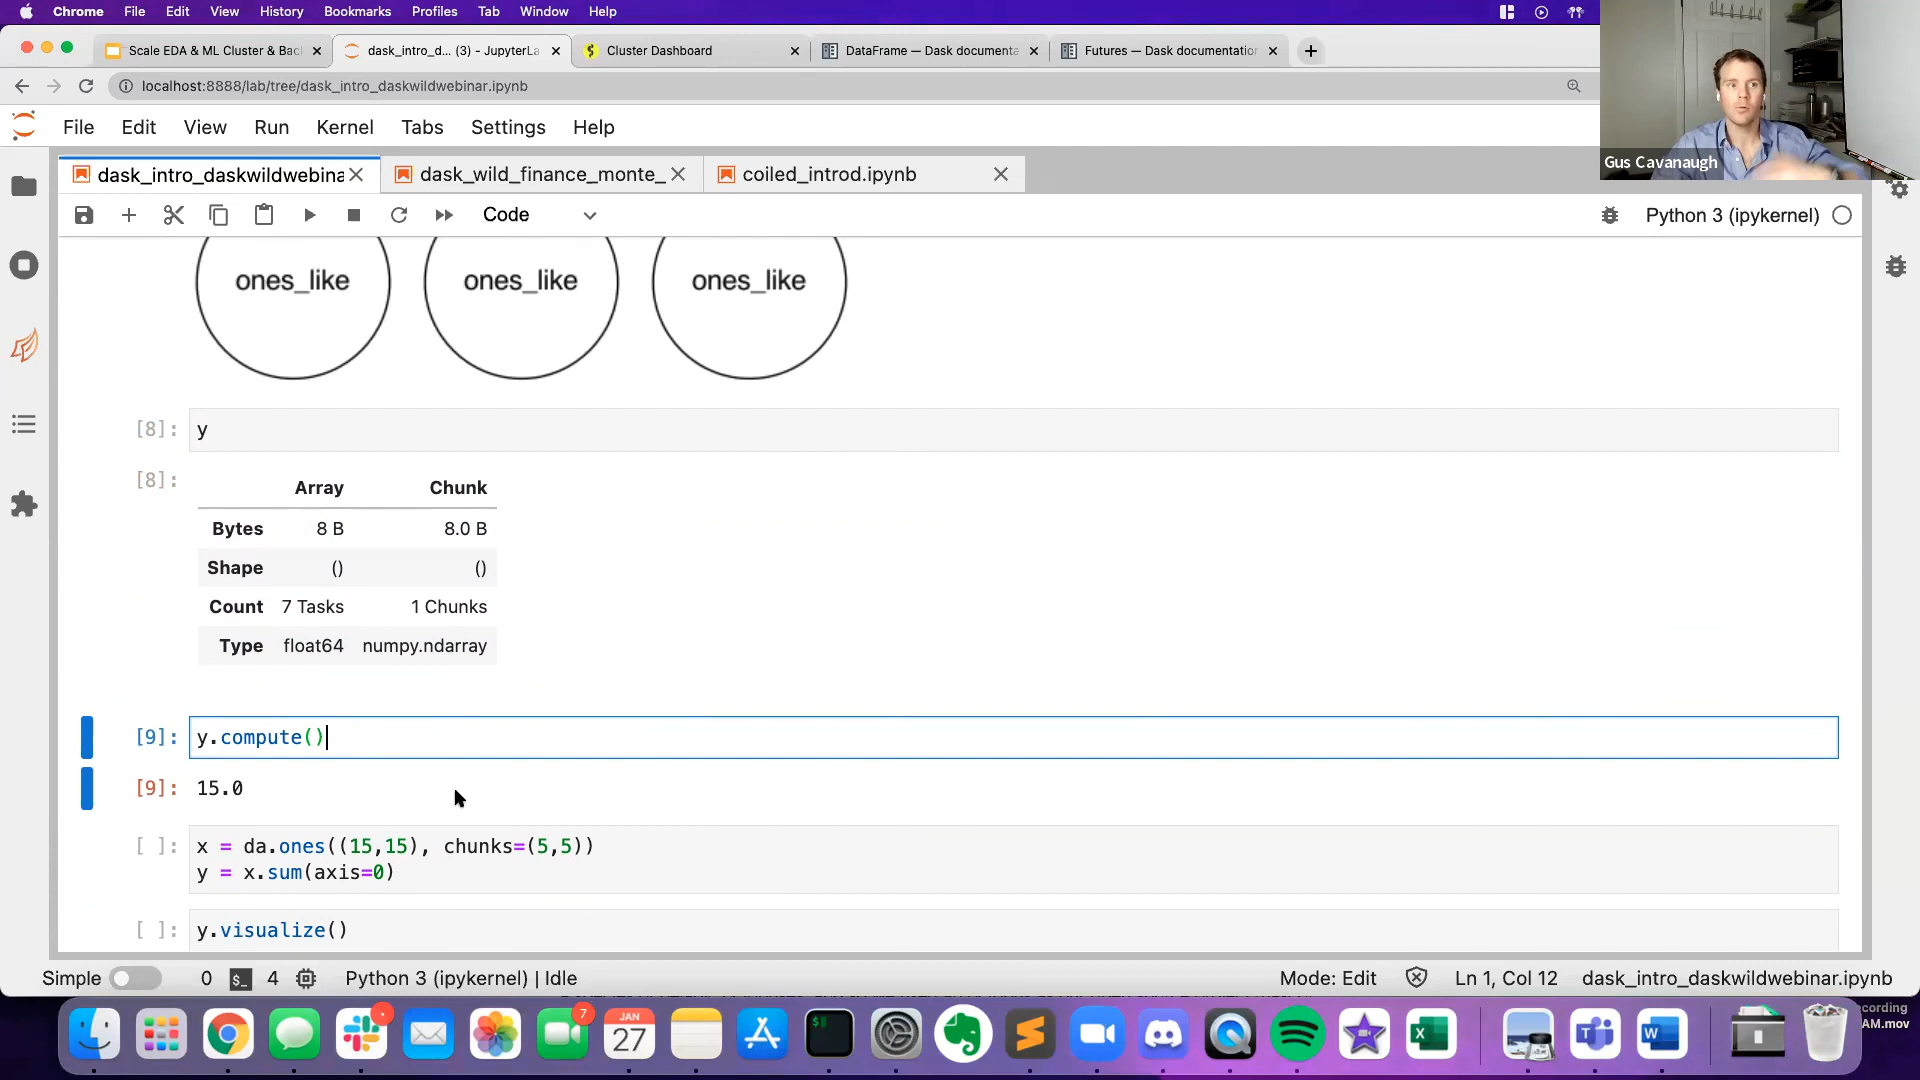 Chrome File Edit View History Bookmarks Profiles Tab Window Help
Scale EDA & ML Cluster & Bac
dask_intro_d... (3) - JupyterLa
Cluster Dashboard
DataFrame — Dask documenta
Futures — Dask documentation
localhost:8888/lab/tree/dask_intro_daskwildwebinar.ipynb
Gus Cavanaugh
File Edit View Run Kernel Tabs Settings Help
dask_intro_daskwildwebina
dask_wild_finance_monte_
coiled_introd.ipynb
Code
Python 3 (ipykernel)
ones_like ones_like ones_like
[8]: y
[8]:
Array Chunk
Bytes 8 B 8.0 B
Shape () ()
Count 7 Tasks 1 Chunks
Type float64 numpy.ndarray
[9]: y.compute()
[9]: 15.0
[ ]: x = da.ones((15,15), chunks=(5,5))
y = x.sum(axis=0)
[ ]: y.visualize()
Simple 0 $_ 4 Python 3 (ipykernel) | Idle
Mode: Edit Ln 1, Col 12 dask_intro_daskwildwebinar.ipynb
7
JAN
27
cording
AM.mov